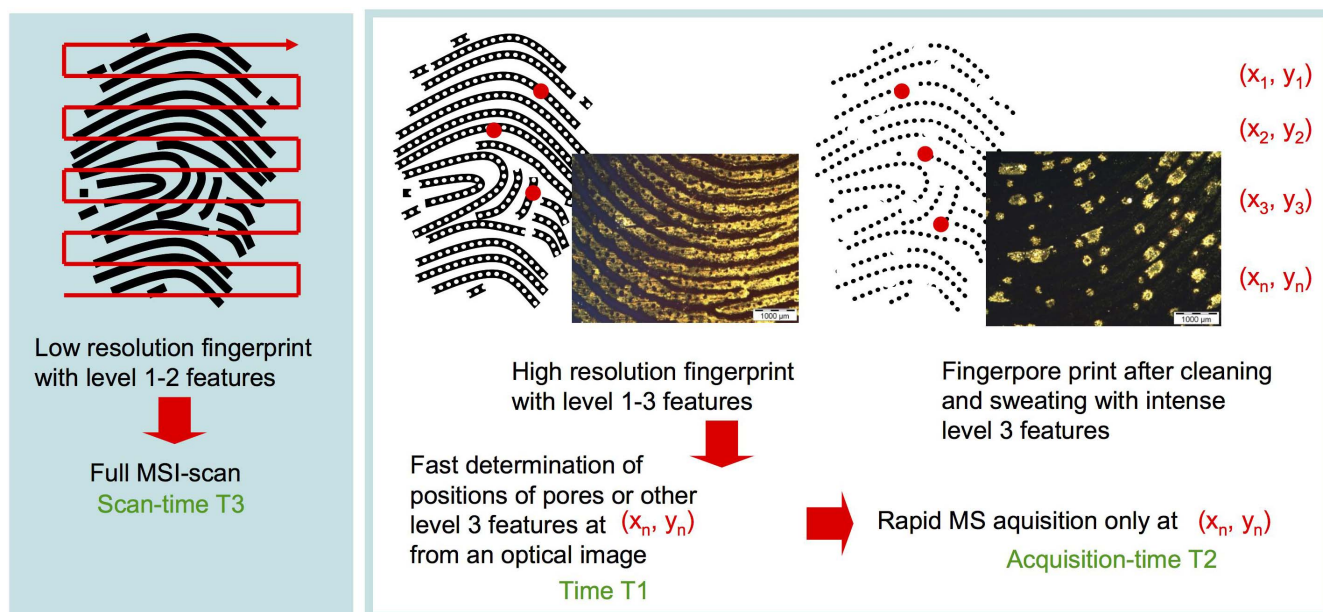 Low resolution fingerprint
with level 1-2 features
Full MSI-scan
Scan-time T3
1000 µm
High resolution fingerprint
with level 1-3 features
Fast determination of
positions of pores or other
level 3 features at (xn, yn)
from an optical image
Time T1
(x1, y1)
(x2, y2)
(x3, y3)
(xn, yn)
1000 µm
Fingerpore print after cleaning
and sweating with intense
level 3 features
Rapid MS aquisition only at (xn, yn)
Acquisition-time T2